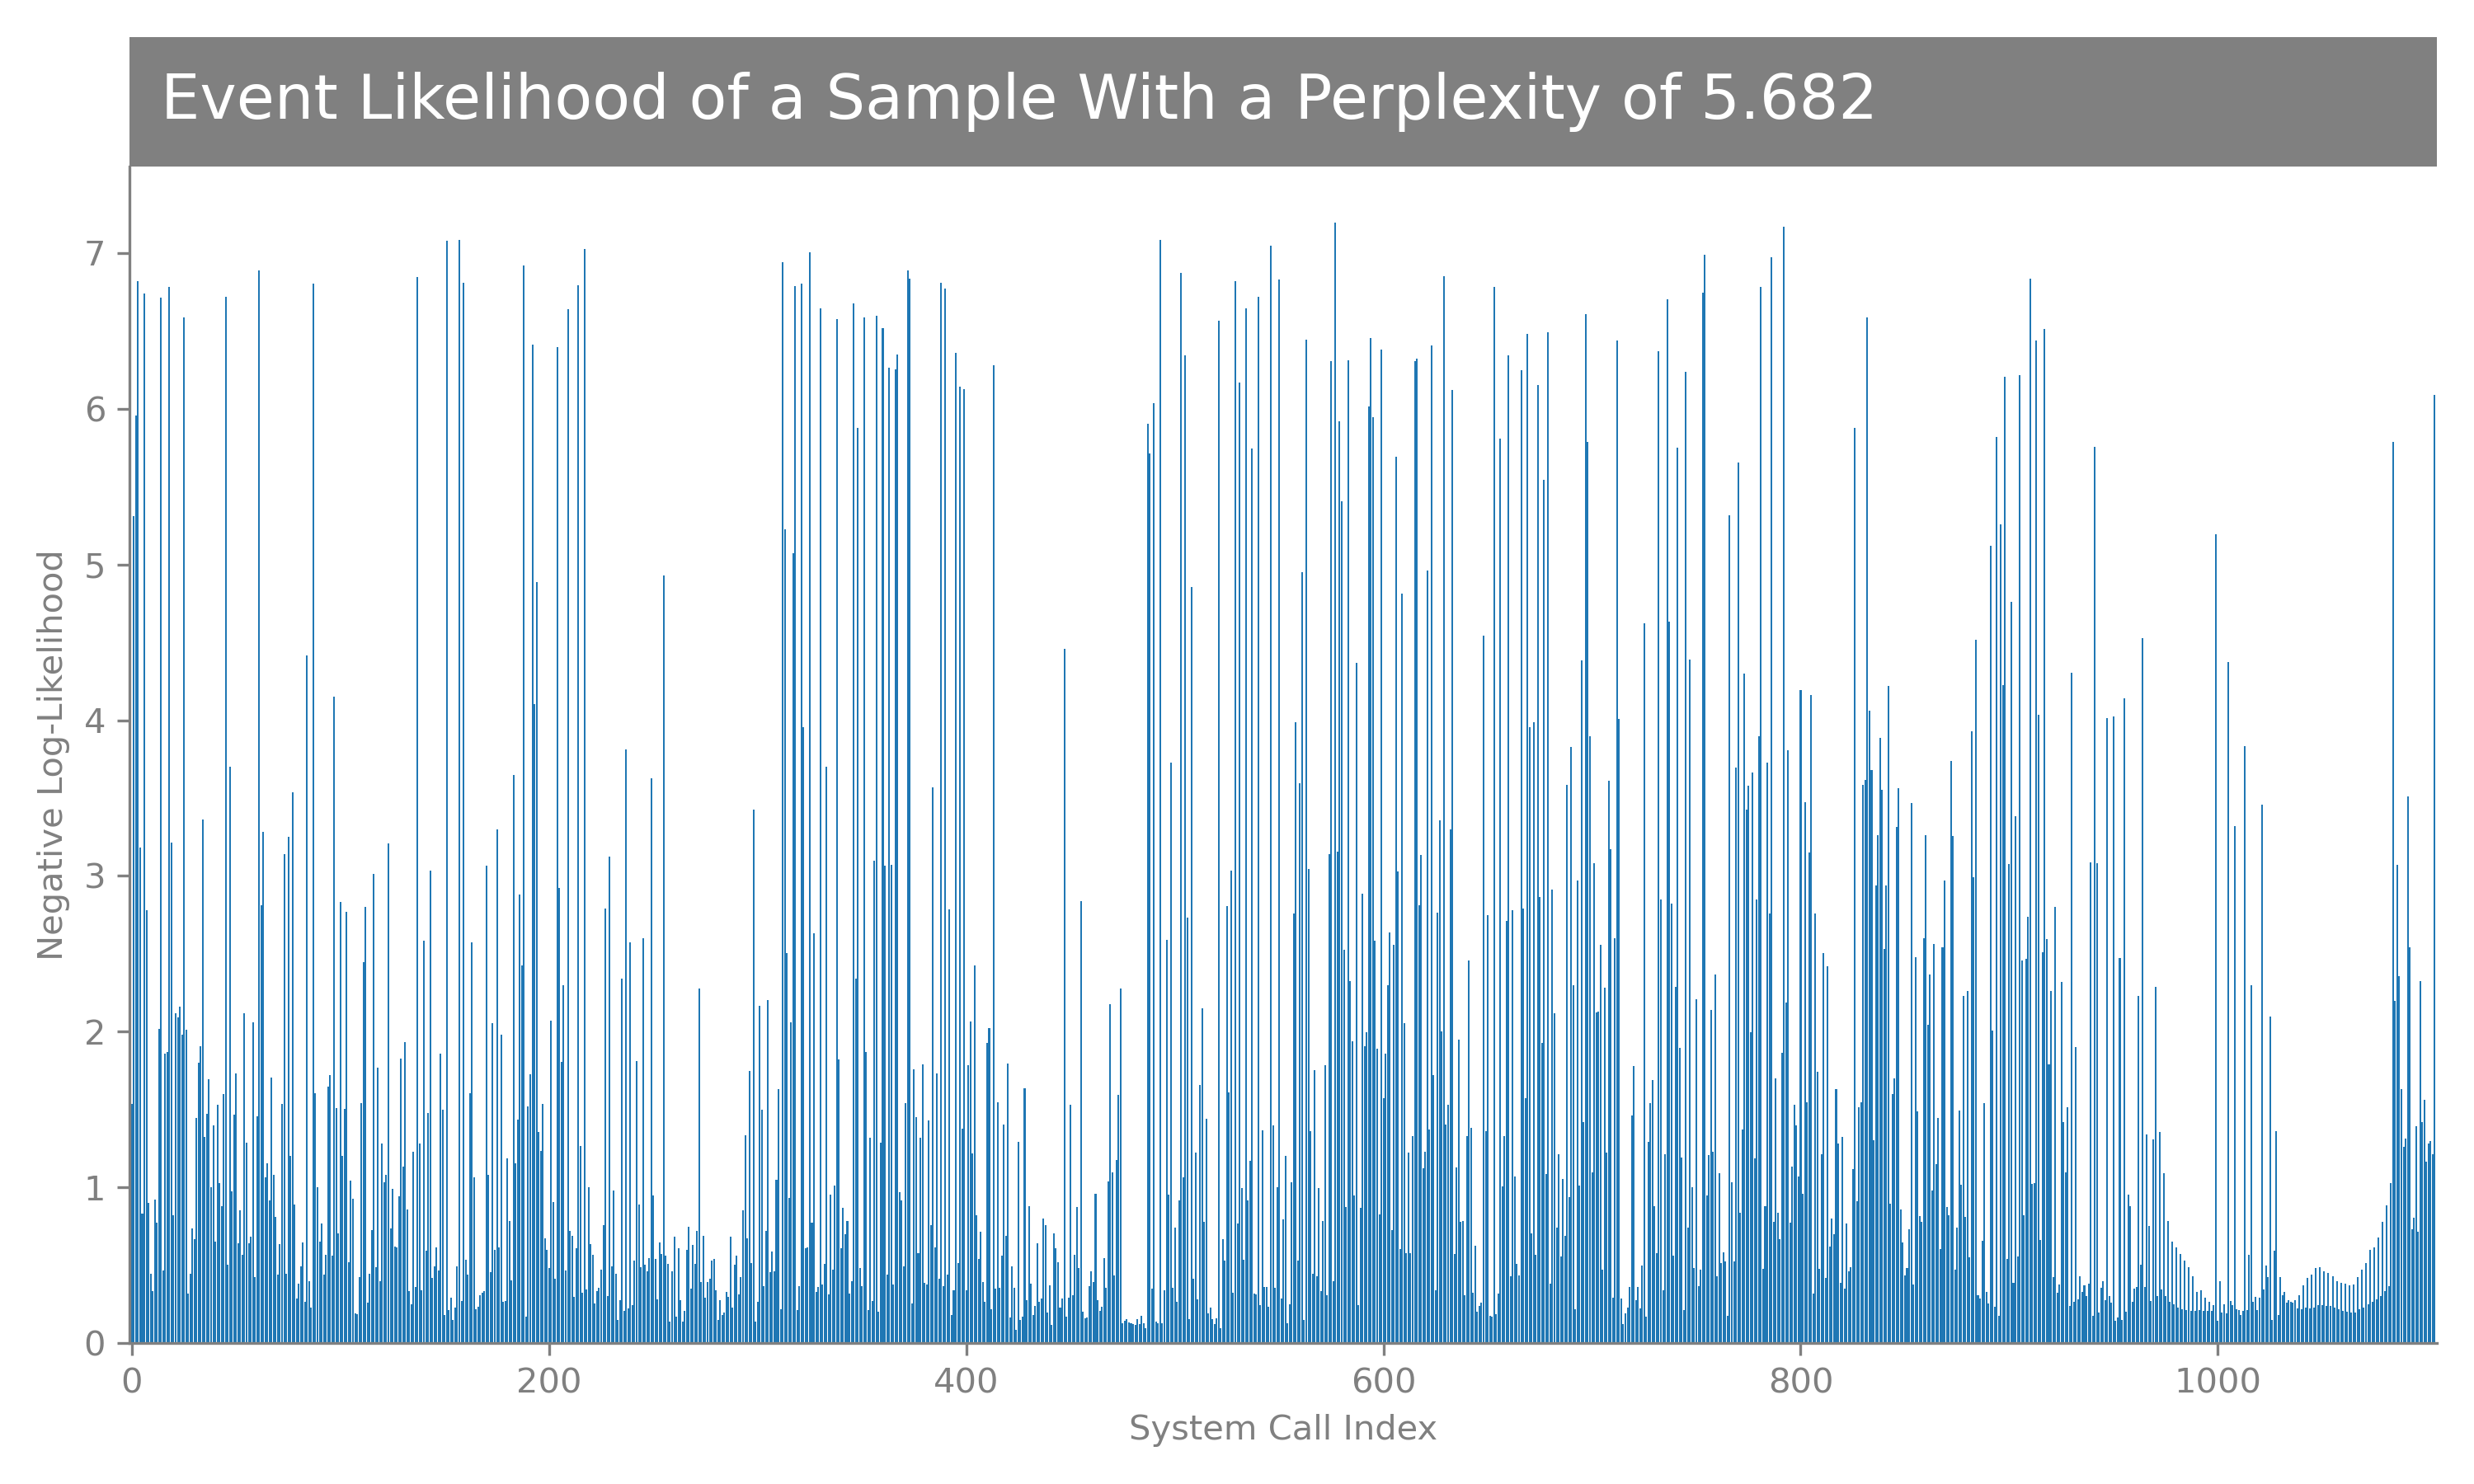 Event Likelihood of a Sample With a Perplexity of 5.682
7
6
5
4
3
2
1
0
Negative Log-Likelihood
0 200 400 600 800 1000
System Call Index